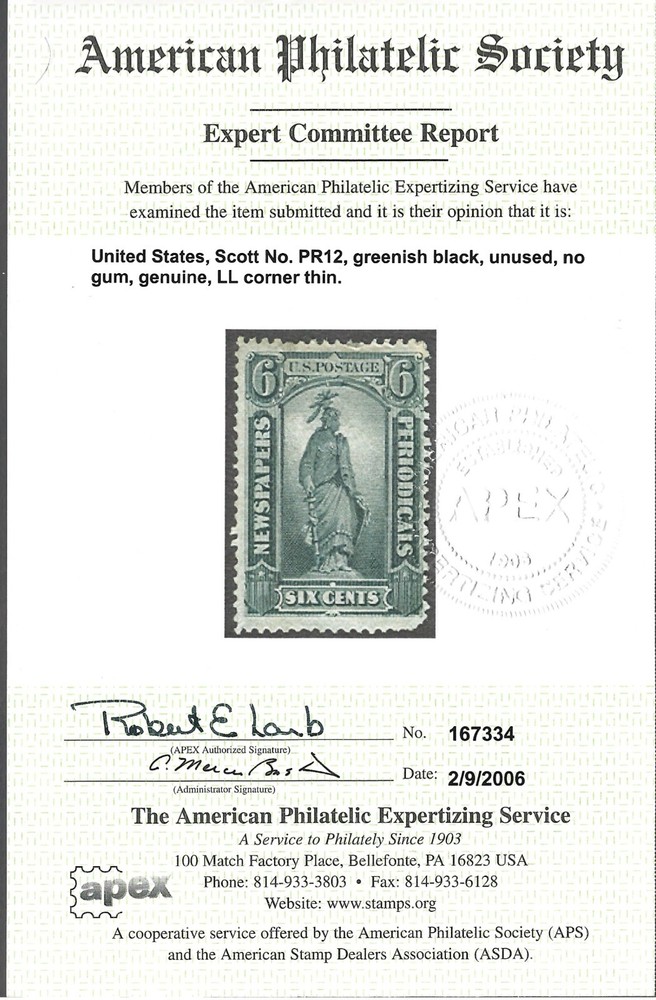 American Philatelic Society
Expert Committee Report
Members of the American Philatelic Expertizing Service have
examined the item submitted and it is their opinion that it is:
United States, Scott No. PR12, greenish black, unused, no
gum, genuine, LL corner thin.
6 U.S. POSTAGE 6
NEWSPAPERS
PERIODICALS
SIX CENTS
ESTABLISHED
APEX
1903
Robert E Lamb
No. 167334
(APEX Authorized Signature)
C. Mercer
Date: 2/9/2006
(Administrator Signature)
The American Philatelic Expertizing Service
A Service to Philately Since 1903
100 Match Factory Place, Bellefonte, PA 16823 USA
apex
Phone: 814-933-3803 • Fax: 814-933-6128
Website: www.stamps.org
A cooperative service offered by the American Philatelic Society (APS)
and the American Stamp Dealers Association (ASDA).